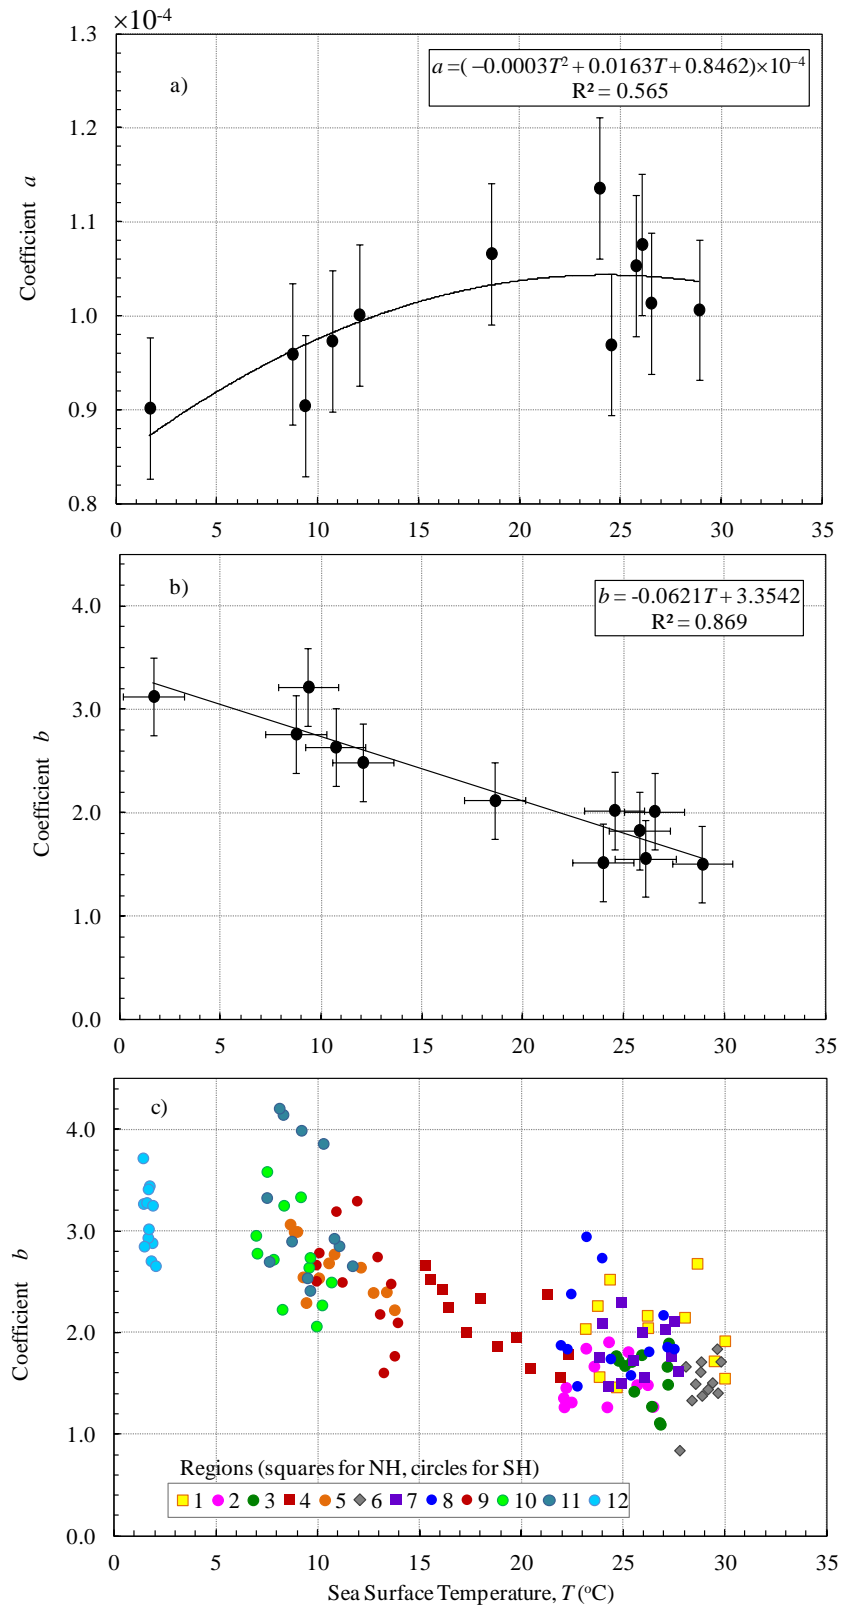 ×10⁻⁴
1.3
1.2
1.1
1.0
0.9
0.8
Coefficient a
a)
a =( −0.0003T² + 0.0163T + 0.8462)×10⁻⁴
R² = 0.565
0 5 10 15 20 25 30 35
4.0
3.0
2.0
1.0
0.0
Coefficient b
b)
b = -0.0621T + 3.3542
R² = 0.869
0 5 10 15 20 25 30 35
4.0
3.0
2.0
1.0
0.0
Coefficient b
c)
Regions (squares for NH, circles for SH)
1 2 3 4 5 6 7 8 9 10 11 12
0 5 10 15 20 25 30 35
Sea Surface Temperature, T (°C)